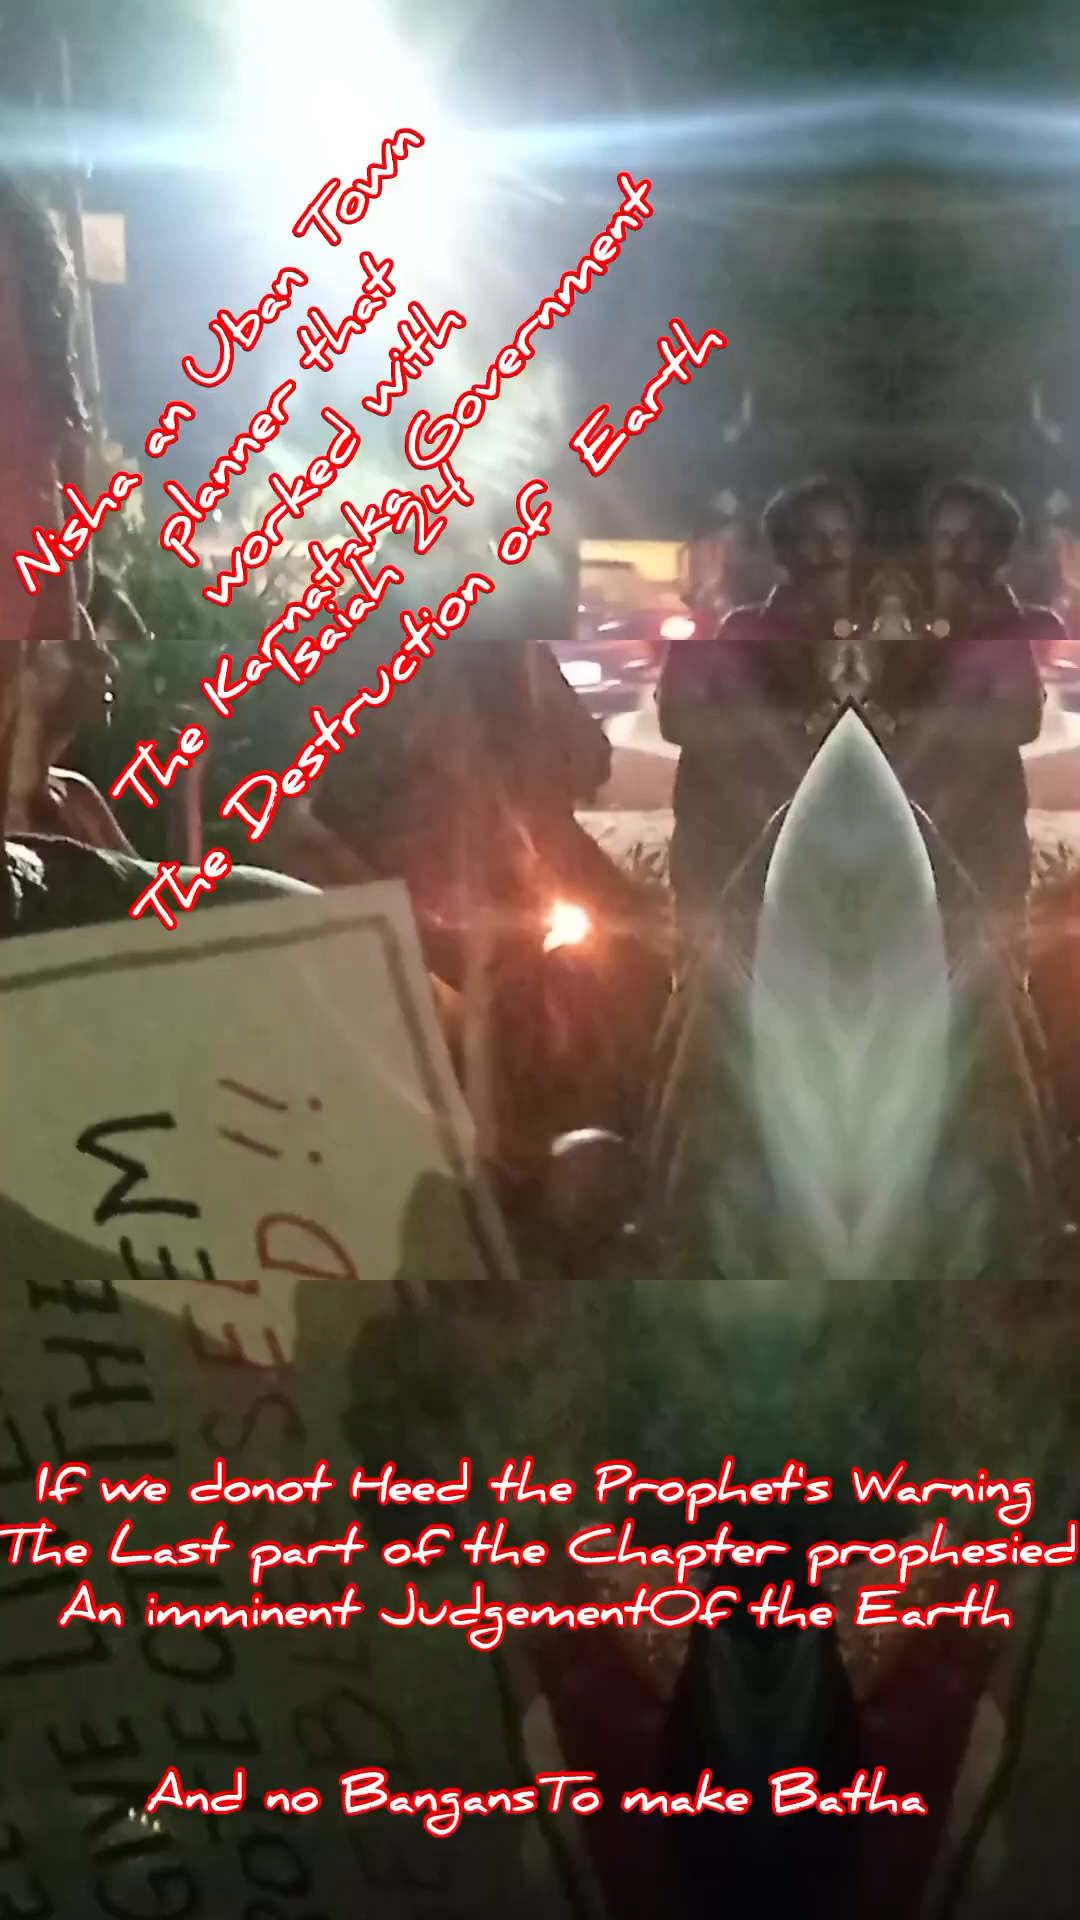 Nisha an Uban Town
planner that
worked with
The Karnataka Government
Isaiah 24
The Destruction of Earth
THEM
!!
If we donot Heed the Prophet's Warning
The Last part of the Chapter prophesied
An imminent JudgementOf the Earth
And no BangansTo make Batha